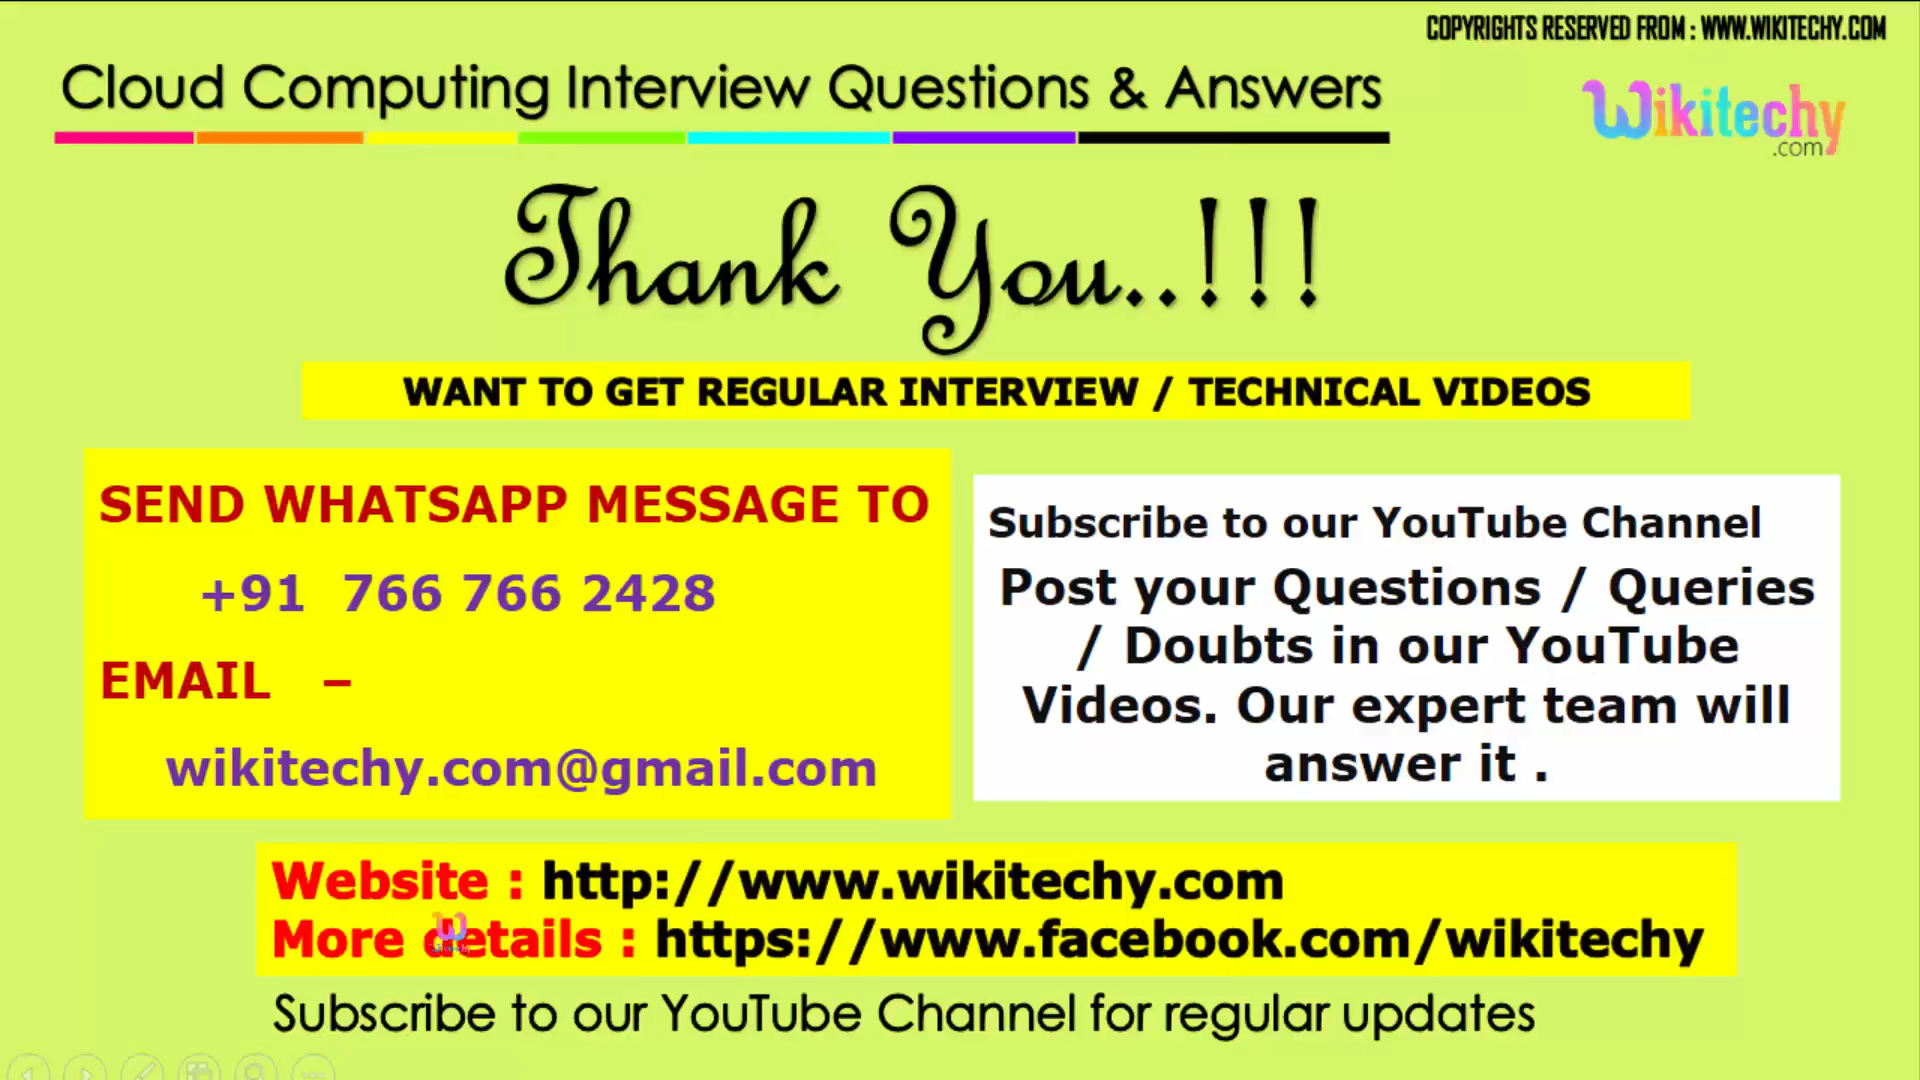 COPYRIGHTS RESERVED FROM : WWW.WIKITECHY.COM
Cloud Computing Interview Questions & Answers
Wikitechy
.com
Thank You..!!!
WANT TO GET REGULAR INTERVIEW / TECHNICAL VIDEOS
SEND WHATSAPP MESSAGE TO
+91 766 766 2428
EMAIL –
wikitechy.com@gmail.com
Subscribe to our YouTube Channel
Post your Questions / Queries
/ Doubts in our YouTube
Videos. Our expert team will
answer it .
Website : http://www.wikitechy.com
More details : https://www.facebook.com/wikitechy
Subscribe to our YouTube Channel for regular updates